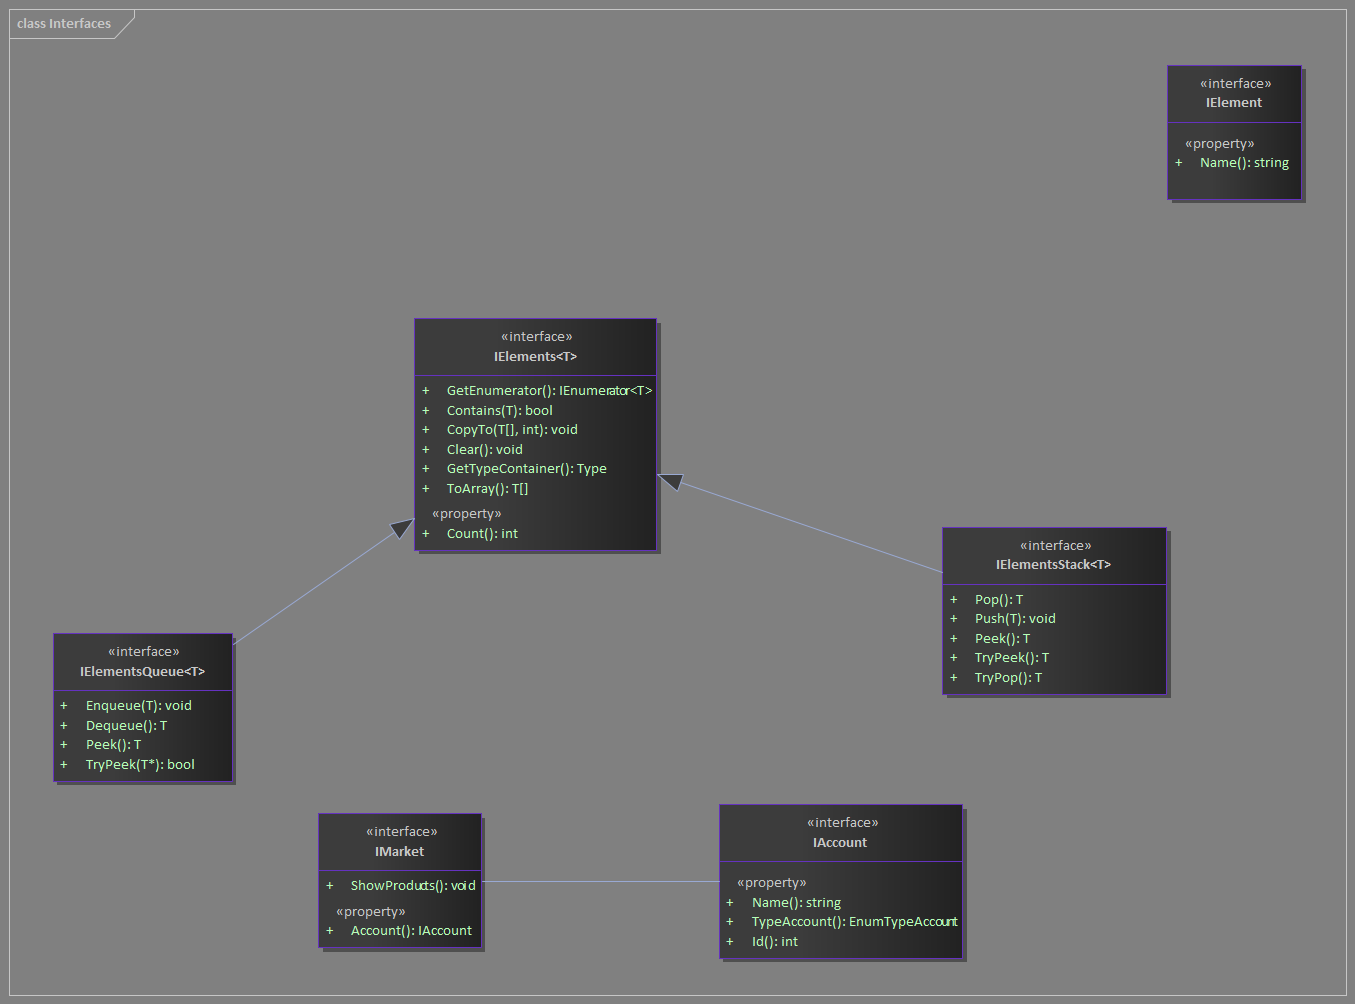 class Interfaces
«interface»
IElement
«property»
+ Name(): string
«interface»
IElements<T>
+ GetEnumerator(): IEnumerator<T>
+ Contains(T): bool
+ CopyTo(T[], int): void
+ Clear(): void
+ GetTypeContainer(): Type
+ ToArray(): T[]
«property»
+ Count(): int
«interface»
IElementsStack<T>
+ Pop(): T
+ Push(T): void
+ Peek(): T
+ TryPeek(): T
+ TryPop(): T
«interface»
IElementsQueue<T>
+ Enqueue(T): void
+ Dequeue(): T
+ Peek(): T
+ TryPeek(T*): bool
«interface»
IMarket
+ ShowProducts(): void
«property»
+ Account(): IAccount
«interface»
IAccount
«property»
+ Name(): string
+ TypeAccount(): EnumTypeAccount
+ Id(): int